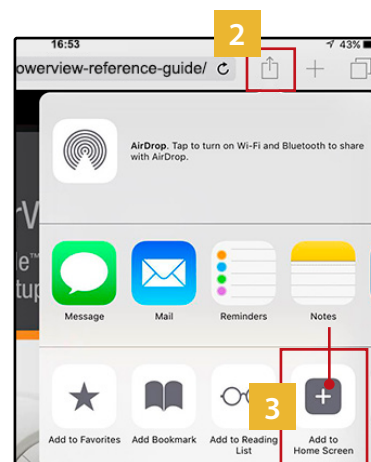 2
16:53
43%
owerview-reference-guide/
AirDrop. Tap to turn on Wi-Fi and Bluetooth to share
with AirDrop.
Message Mail Reminders Notes
3
Add to Favorites Add Bookmark Add to Reading
List
Add to
Home Screen